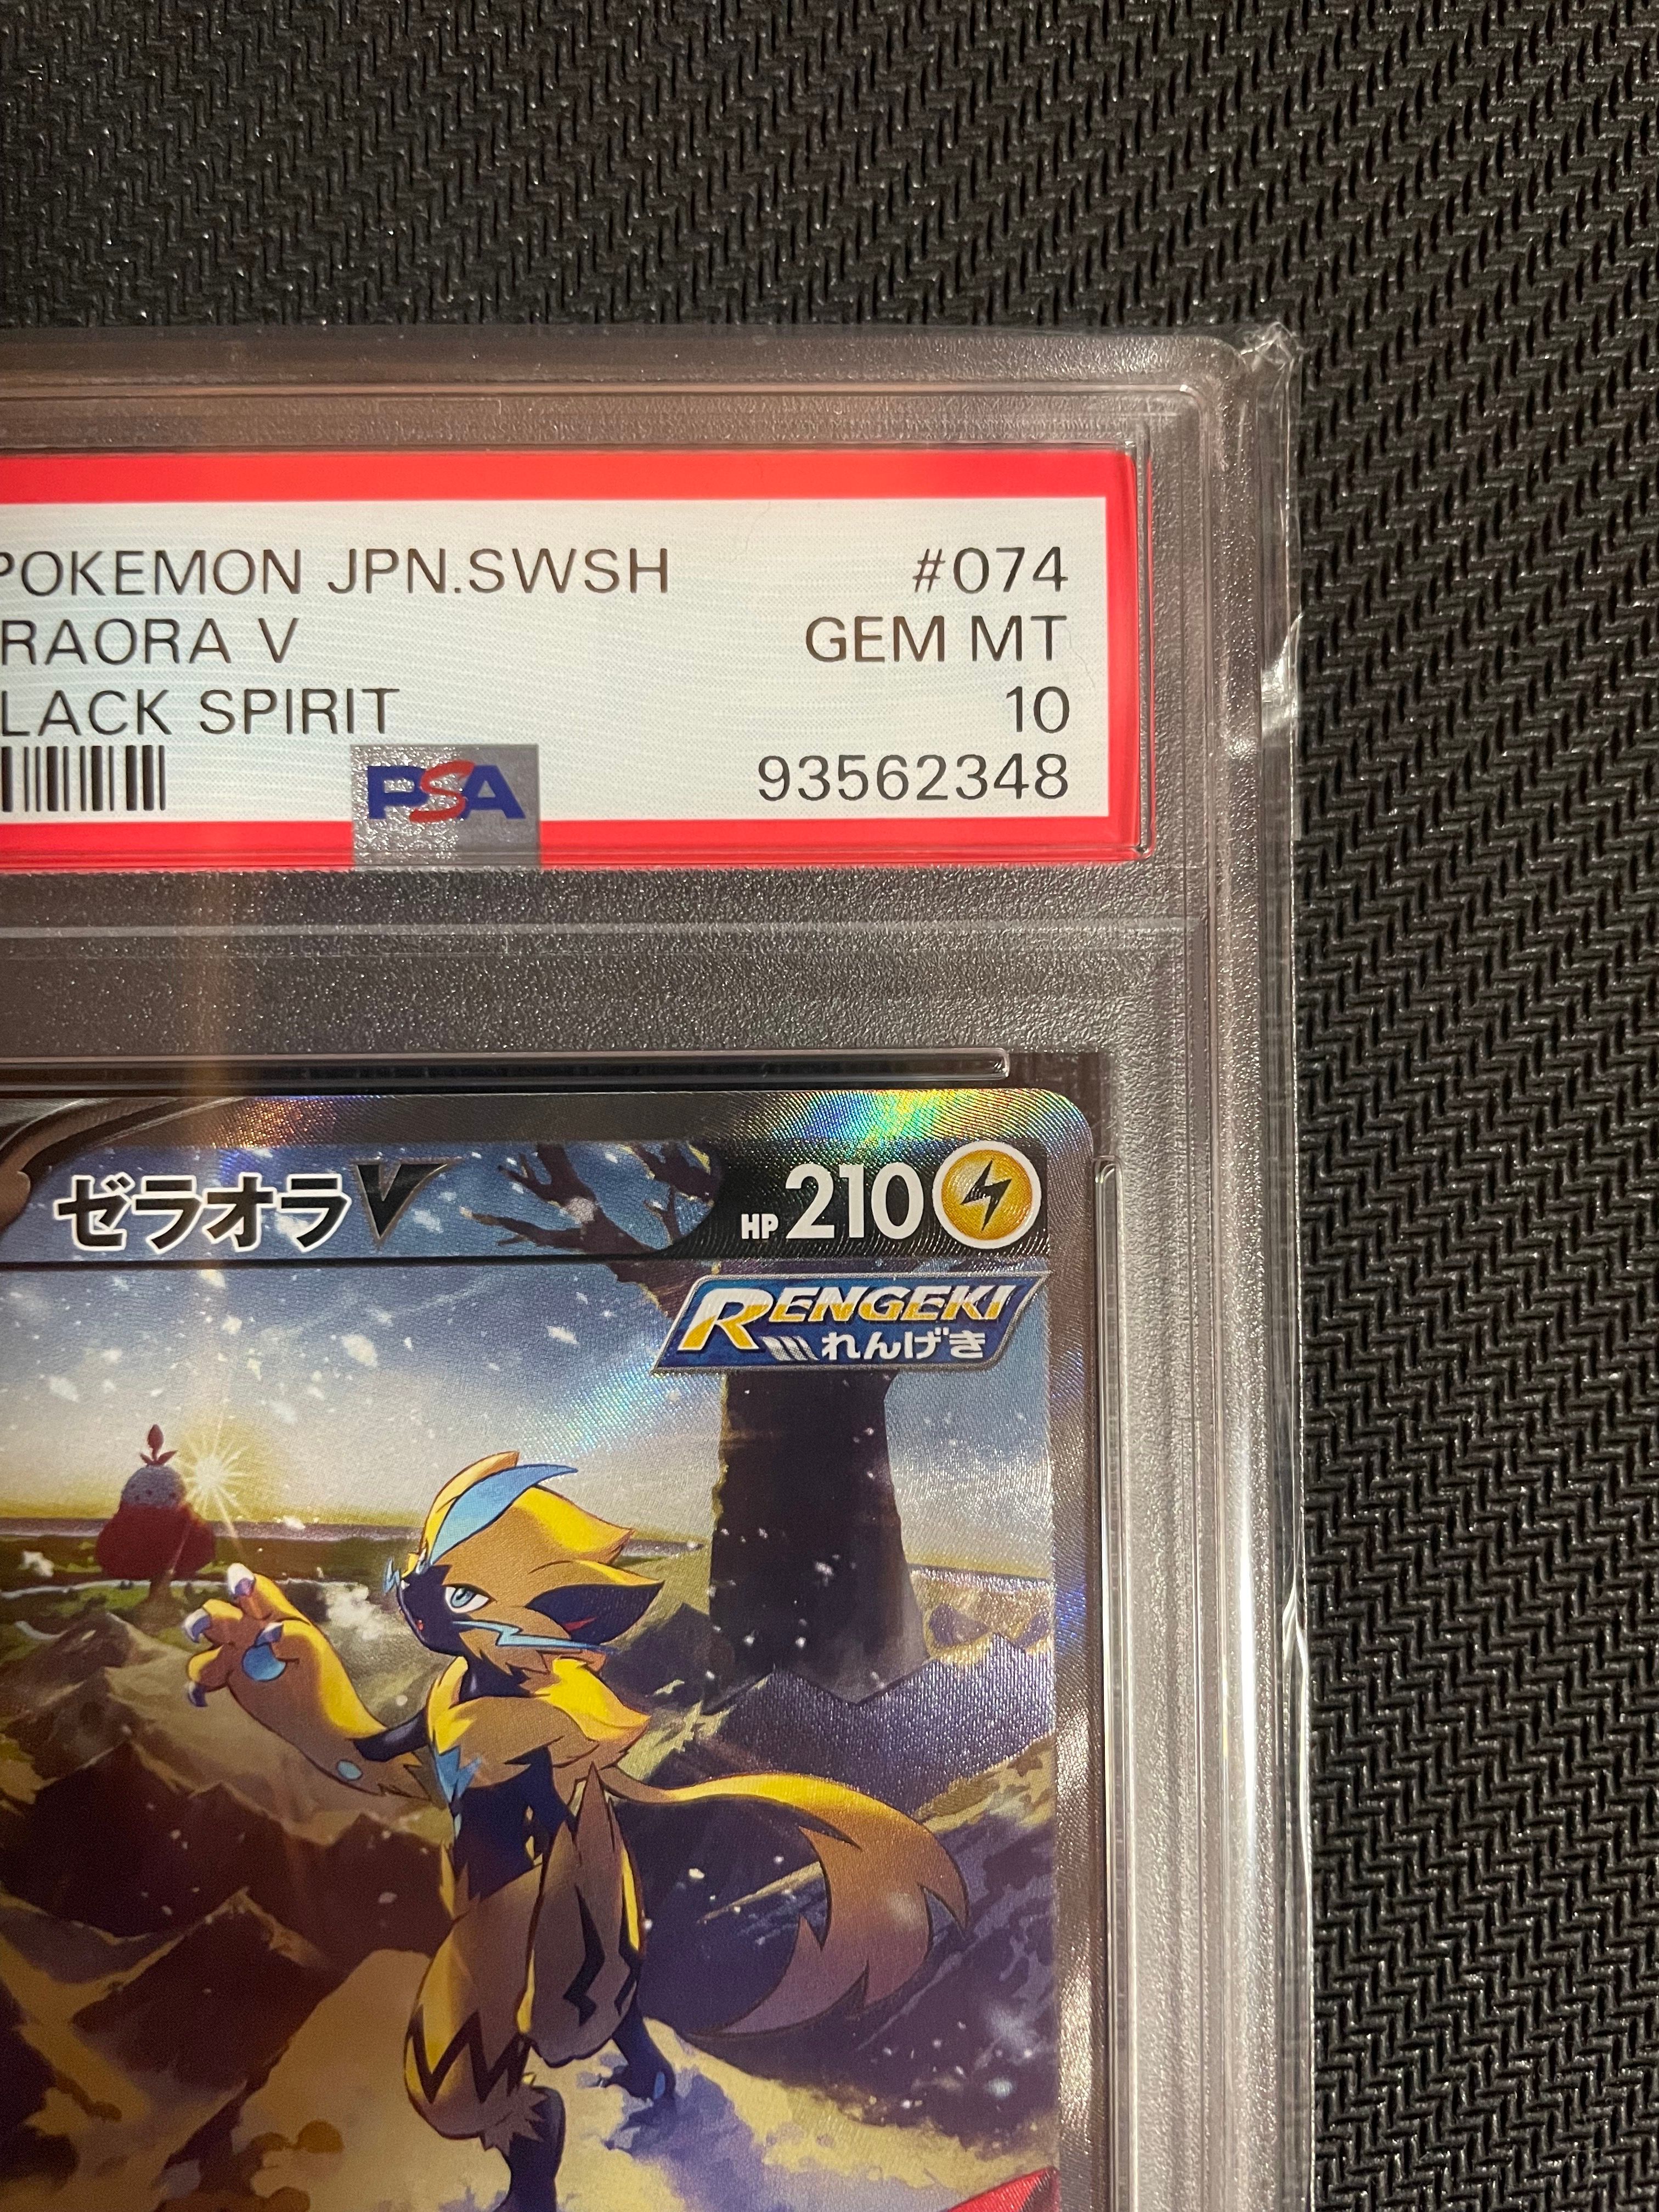 POKEMON JPN.SWSH #074
RAORA V GEM MT
LACK SPIRIT 10
PSA 93562348
ゼラオラV HP 210
RENGEKI
れんげき